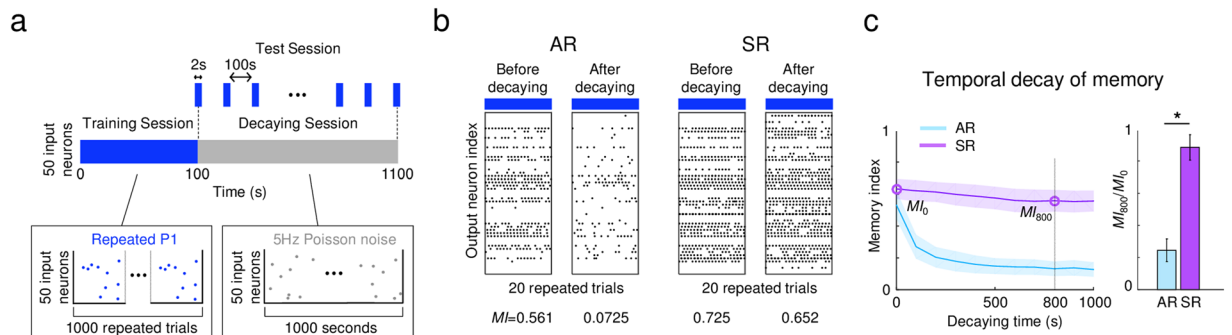 a
Test Session
2s
100s
•••
Training Session
Decaying Session
50 input
neurons
0
100
1100
Time (s)
Repeated P1
50 input
neurons
•••
1000 repeated trials
5Hz Poisson noise
50 input
neurons
•••
1000 seconds
b
AR
SR
Before
decaying
After
decaying
Before
decaying
After
decaying
Output neuron index
20 repeated trials
20 repeated trials
MI=0.561
0.0725
0.725
0.652
c
Temporal decay of memory
AR
SR
Memory index
1
0
MI0
MI800
0
500
800
1000
Decaying time (s)
*
MI800/MI0
1
0
AR SR